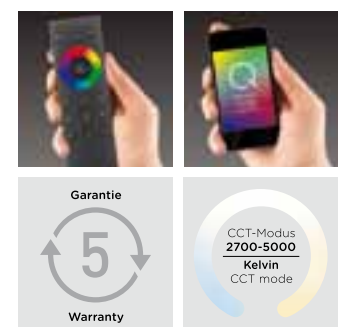 Garantie
5
Warranty
CCT-Modus
2700-5000
Kelvin
CCT mode